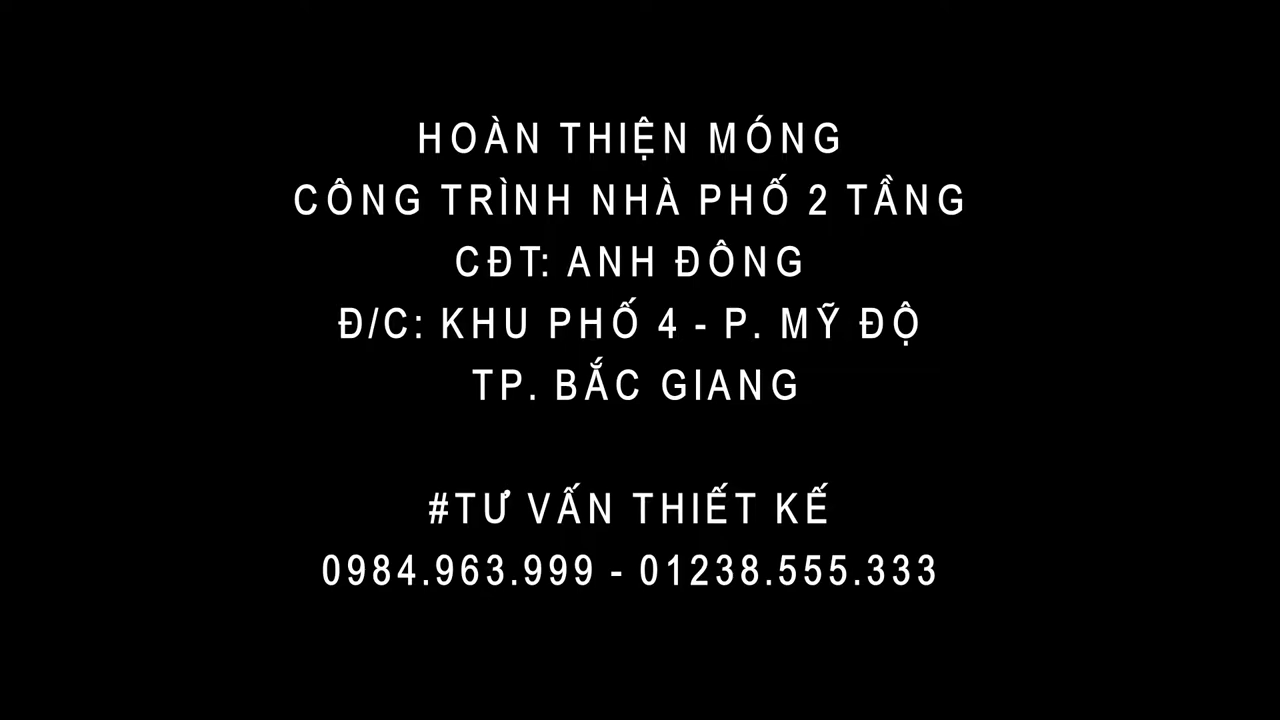 HOÀN THIỆN MÓNG
CÔNG TRÌNH NHÀ PHỐ 2 TẦNG
CĐT: ANH ĐÔNG
Đ/C: KHU PHỐ 4 - P. MỸ ĐỘ
TP. BẮC GIANG
#TƯ VẤN THIẾT KẾ
0984.963.999 - 01238.555.333